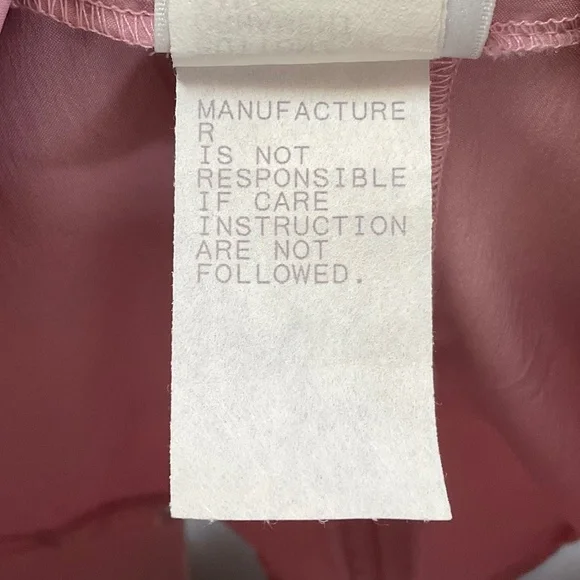 MANUFACTURE
R
IS NOT
RESPONSIBLE
IF CARE
INSTRUCTION
ARE NOT
FOLLOWED.